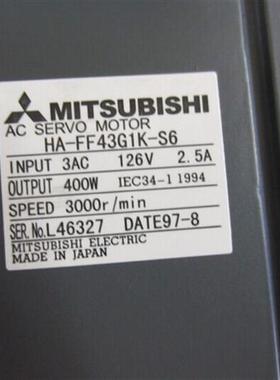 MITSUBISHI
AC SERVO MOTOR
HA-FF43G1K-S6
INPUT 3AC 126V 2.5A
OUTPUT 400W IEC34-1 1994
SPEED 3000r/min
SER.No.L46327 DATE97-8
MITSUBISHI ELECTRIC
MADE IN JAPAN